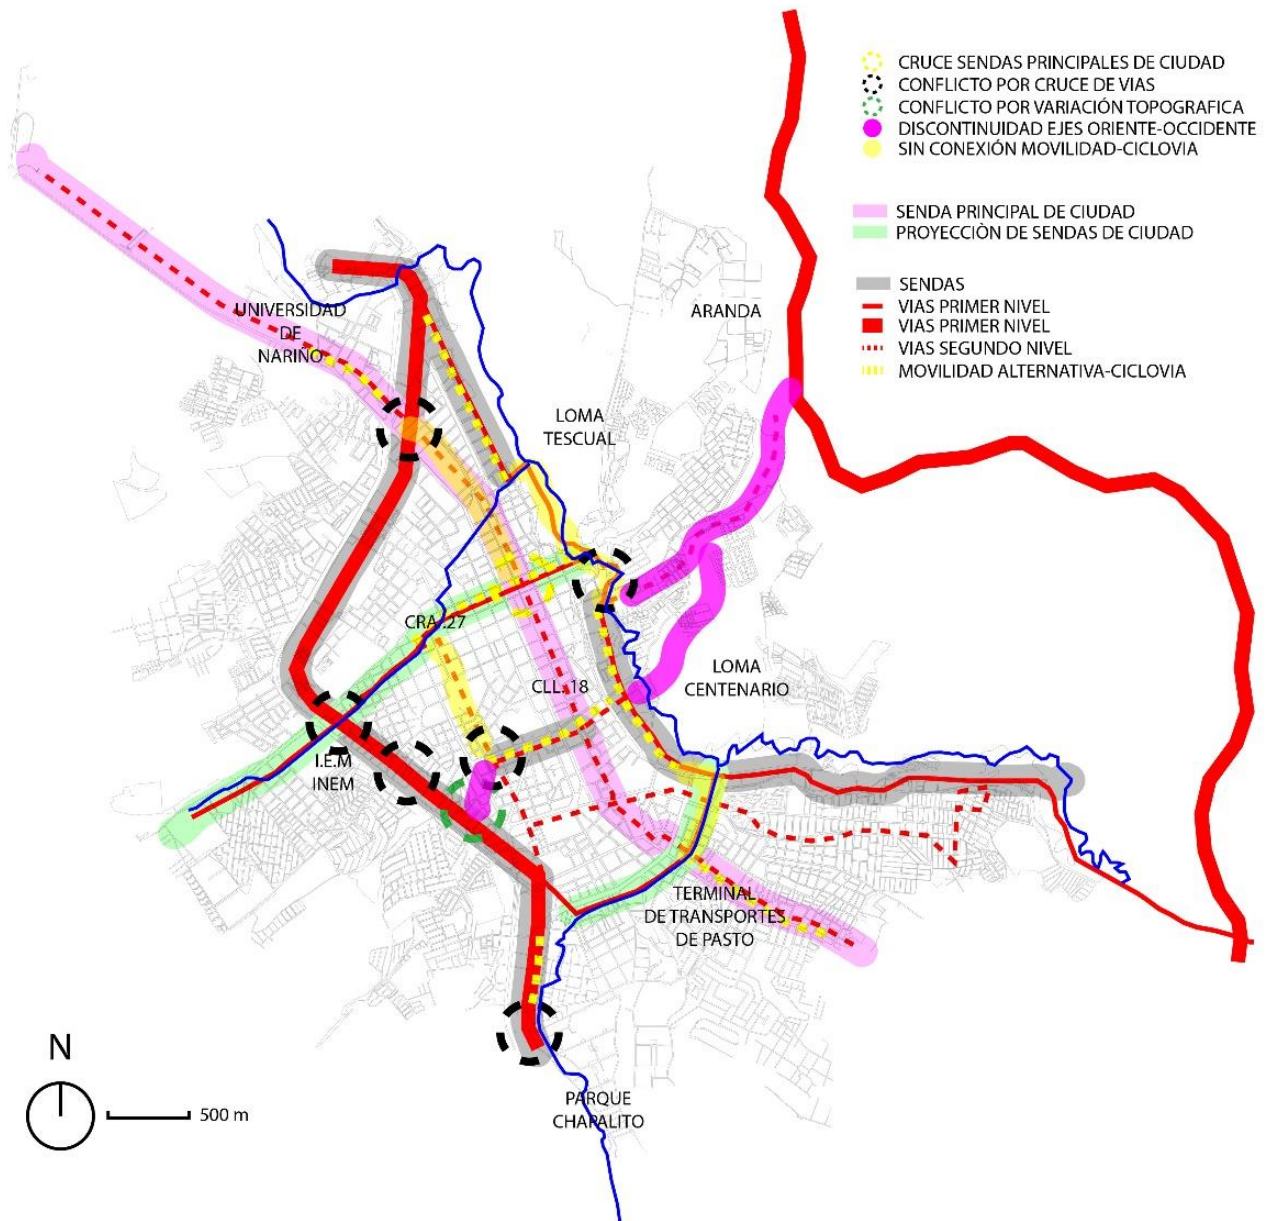 CRUCE SENDAS PRINCIPALES DE CIUDAD
CONFLICTO POR CRUCE DE VIAS
CONFLICTO POR VARIACIÓN TOPOGRAFICA
DISCONTINUIDAD EJES ORIENTE-OCCIDENTE
SIN CONEXIÓN MOVILIDAD-CICLOVIA
SENDA PRINCIPAL DE CIUDAD
PROYECCIÒN DE SENDAS DE CIUDAD
SENDAS
VIAS PRIMER NIVEL
VIAS PRIMER NIVEL
VIAS SEGUNDO NIVEL
MOVILIDAD ALTERNATIVA-CICLOVIA
UNIVERSIDAD
DE
NARIÑO
ARANDA
LOMA
TESCUAL
CRA .27
CLL. 18
LOMA
CENTENARIO
I.E.M
INEM
TERMINAL
DE TRANSPORTES
DE PASTO
PARQUE
CHAPALITO
N
500 m